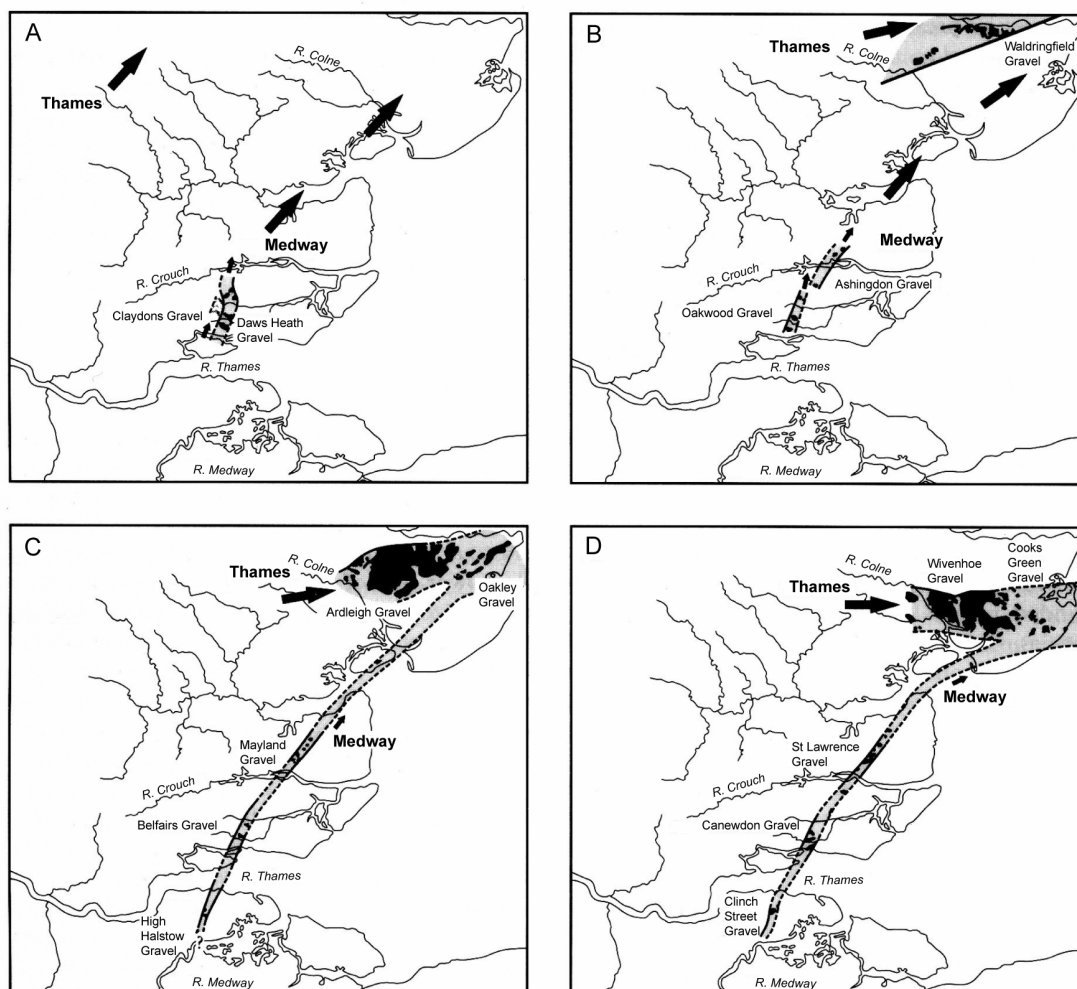 A
R. Colne
Thames
Medway
R. Crouch
Claydons Gravel
Daws Heath
Gravel
R. Thames
R. Medway
B
Thames
R. Colne
Waldringfield
Gravel
Medway
R. Crouch
Ashingdon Gravel
Oakwood Gravel
R. Thames
R. Medway
C
R. Colne
Thames
Oakley
Gravel
Ardleigh Gravel
Medway
Mayland
Gravel
R. Crouch
Belfairs Gravel
R. Thames
High
Halstow
Gravel
?
R. Medway
D
Cooks
Green
Gravel
Wivenhoe
Gravel
R. Colne
Thames
Medway
St Lawrence
Gravel
R. Crouch
Canewdon Gravel
R. Thames
Clinch
Street
Gravel
R. Medway